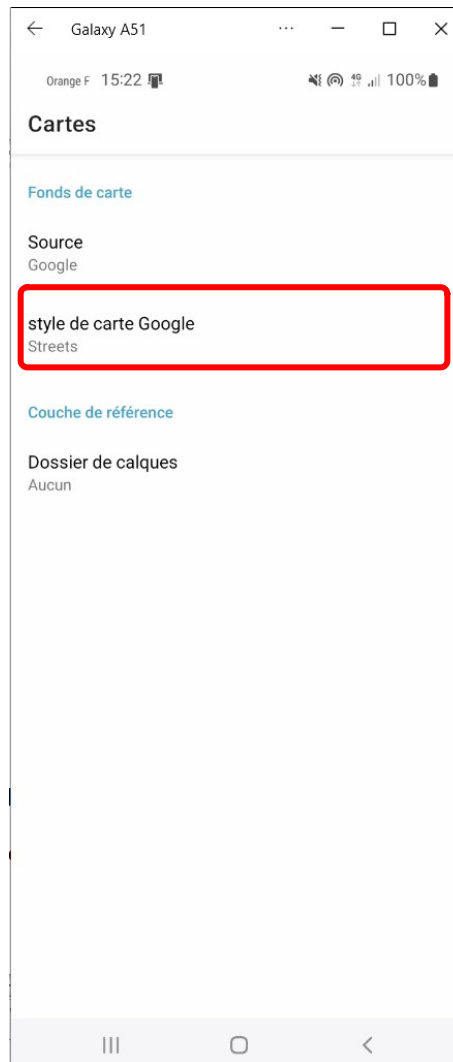 Galaxy A51
Orange F 15:22 4G 100%
Cartes
Fonds de carte
Source
Google
style de carte Google
Streets
Couche de référence
Dossier de calques
Aucun